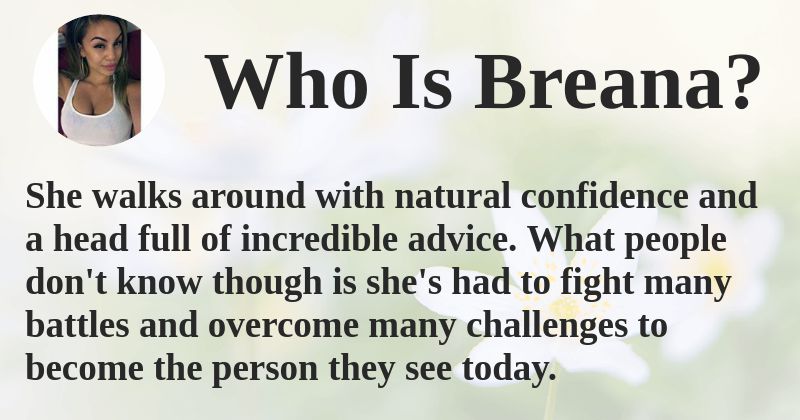 Who Is Breana?
She walks around with natural confidence and
a head full of incredible advice. What people
don't know though is she's had to fight many
battles and overcome many challenges to
become the person they see today.